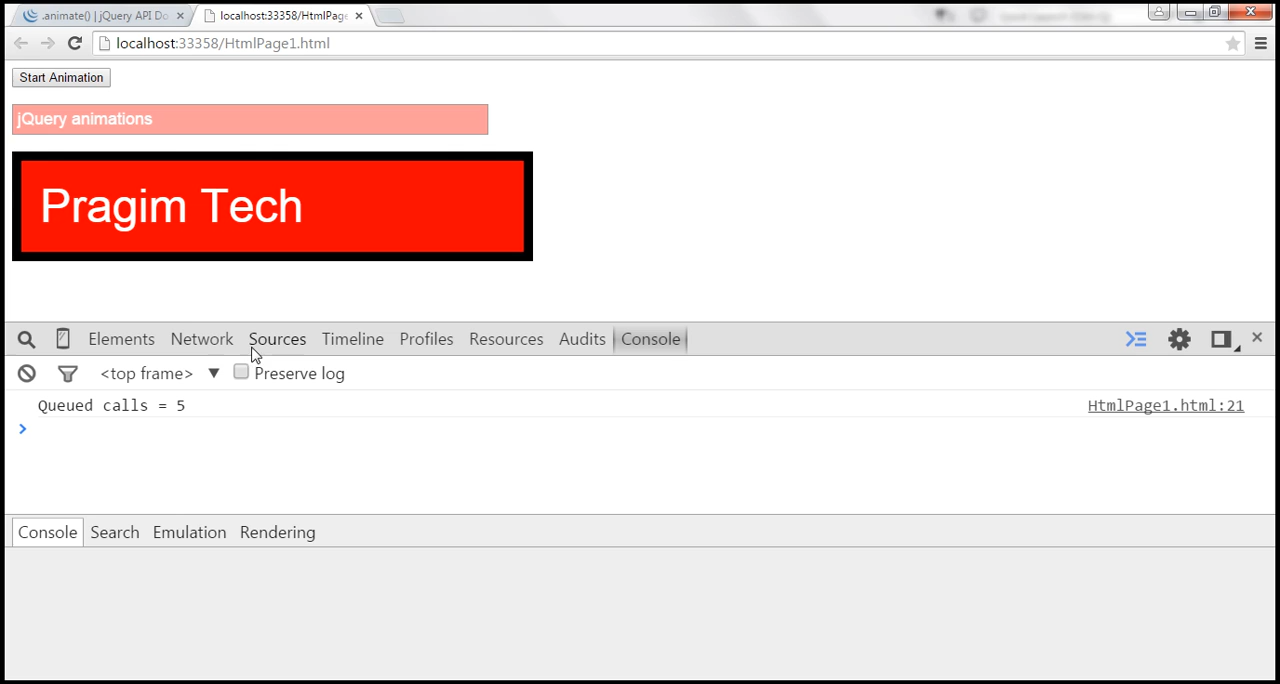 .animate() | jQuery API Do
localhost:33358/HtmlPage
localhost:33358/HtmlPage1.html
Start Animation
jQuery animations
Pragim Tech
Elements Network Sources Timeline Profiles Resources Audits Console
<top frame> ▼ Preserve log
Queued calls = 5 HtmlPage1.html:21
>
Console Search Emulation Rendering